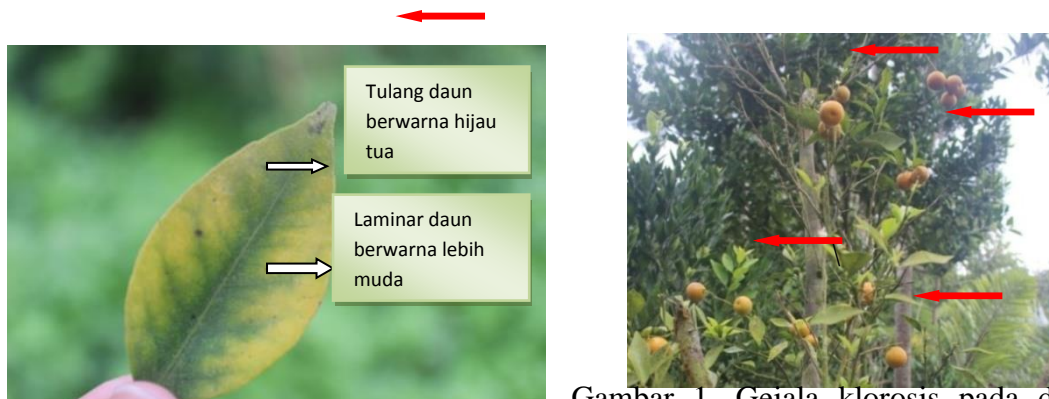 Tulang daun
berwarna hijau
tua
Laminar daun
berwarna lebih
muda
Gambar 1. Gejala klorosis pada